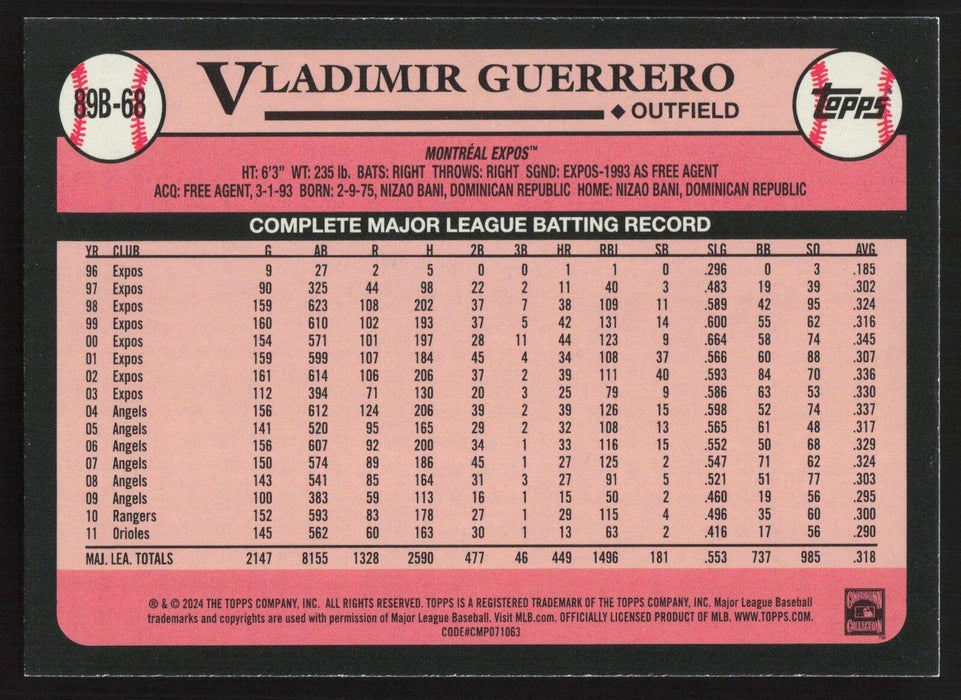 89B-68
VLADIMIR GUERRERO
◆ OUTFIELD
Topps
MONTRÉAL EXPOS™
HT: 6'3" WT: 235 lb. BATS: RIGHT THROWS: RIGHT SGND: EXPOS-1993 AS FREE AGENT
ACQ: FREE AGENT, 3-1-93 BORN: 2-9-75, NIZAO BANI, DOMINICAN REPUBLIC HOME: NIZAO BANI, DOMINICAN REPUBLIC
COMPLETE MAJOR LEAGUE BATTING RECORD
YR CLUB G AB R H 2B 3B HR RBI SB SLG BB SO AVG
96 Expos 9 27 2 5 0 0 1 1 0 .296 0 3 .185
97 Expos 90 325 44 98 22 2 11 40 3 .483 19 39 .302
98 Expos 159 623 108 202 37 7 38 109 11 .589 42 95 .324
99 Expos 160 610 102 193 37 5 42 131 14 .600 55 62 .316
00 Expos 154 571 101 197 28 11 44 123 9 .664 58 74 .345
01 Expos 159 599 107 184 45 4 34 108 37 .566 60 88 .307
02 Expos 161 614 106 206 37 2 39 111 40 .593 84 70 .336
03 Expos 112 394 71 130 20 3 25 79 9 .586 63 53 .330
04 Angels 156 612 124 206 39 2 39 126 15 .598 52 74 .337
05 Angels 141 520 95 165 29 2 32 108 13 .565 61 48 .317
06 Angels 156 607 92 200 34 1 33 116 15 .552 50 68 .329
07 Angels 150 574 89 186 45 1 27 125 2 .547 71 62 .324
08 Angels 143 541 85 164 31 3 27 91 5 .521 51 77 .303
09 Angels 100 383 59 113 16 1 15 50 2 .460 19 56 .295
10 Rangers 152 593 83 178 27 1 29 115 4 .496 35 60 .300
11 Orioles 145 562 60 163 30 1 13 63 2 .416 17 56 .290
MAJ. LEA. TOTALS 2147 8155 1328 2590 477 46 449 1496 181 .553 737 985 .318
® & © 2024 THE TOPPS COMPANY, INC. ALL RIGHTS RESERVED. TOPPS IS A REGISTERED TRADEMARK OF THE TOPPS COMPANY, INC. Major League Baseball
trademarks and copyrights are used with permission of Major League Baseball. Visit MLB.com. OFFICIALLY LICENSED PRODUCT OF MLB. WWW.TOPPS.COM.
CODE#CMP071063
COOPERSTOWN
COLLECTION